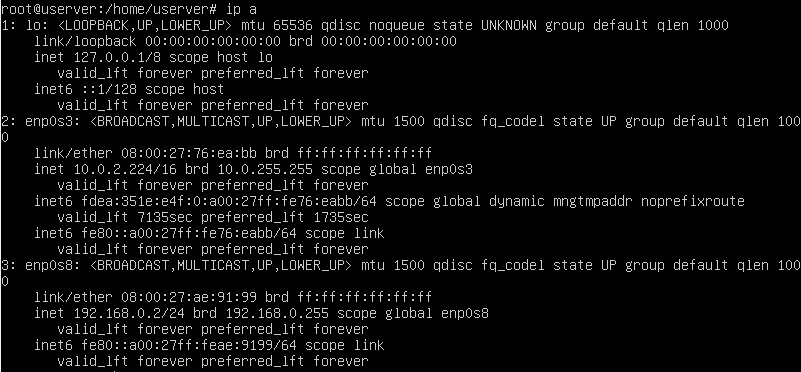 root@userver:/home/userver# ip a
1: lo: <LOOPBACK,UP,LOWER_UP> mtu 65536 qdisc noqueue state UNKNOWN group default qlen 1000
    link/loopback 00:00:00:00:00:00 brd 00:00:00:00:00:00
    inet 127.0.0.1/8 scope host lo
       valid_lft forever preferred_lft forever
    inet6 ::1/128 scope host
       valid_lft forever preferred_lft forever
2: enp0s3: <BROADCAST,MULTICAST,UP,LOWER_UP> mtu 1500 qdisc fq_codel state UP group default qlen 100
0
    link/ether 08:00:27:76:ea:bb brd ff:ff:ff:ff:ff:ff
    inet 10.0.2.224/16 brd 10.0.255.255 scope global enp0s3
       valid_lft forever preferred_lft forever
    inet6 fdea:351e:e4f:0:a00:27ff:fe76:eabb/64 scope global dynamic mngtmpaddr noprefixroute
       valid_lft 7135sec preferred_lft 1735sec
    inet6 fe80::a00:27ff:fe76:eabb/64 scope link
       valid_lft forever preferred_lft forever
3: enp0s8: <BROADCAST,MULTICAST,UP,LOWER_UP> mtu 1500 qdisc fq_codel state UP group default qlen 100
0
    link/ether 08:00:27:ae:91:99 brd ff:ff:ff:ff:ff:ff
    inet 192.168.0.2/24 brd 192.168.0.255 scope global enp0s8
       valid_lft forever preferred_lft forever
    inet6 fe80::a00:27ff:feae:9199/64 scope link
       valid_lft forever preferred_lft forever